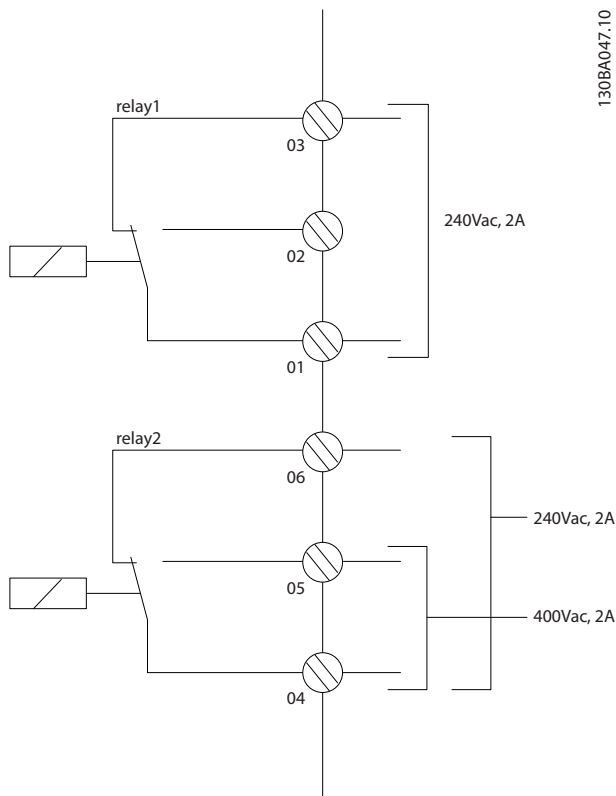 130BA047.10
relay1
03
240Vac, 2A
02
01
relay2
06
240Vac, 2A
05
400Vac, 2A
04